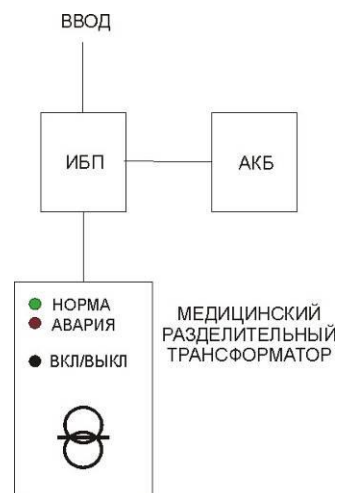 ВВОД
ИБП
АКБ
НОРМА
АВАРИЯ
ВКЛ/ВЫКЛ
МЕДИЦИНСКИЙ
РАЗДЕЛИТЕЛЬНЫЙ
ТРАНСФОРМАТОР